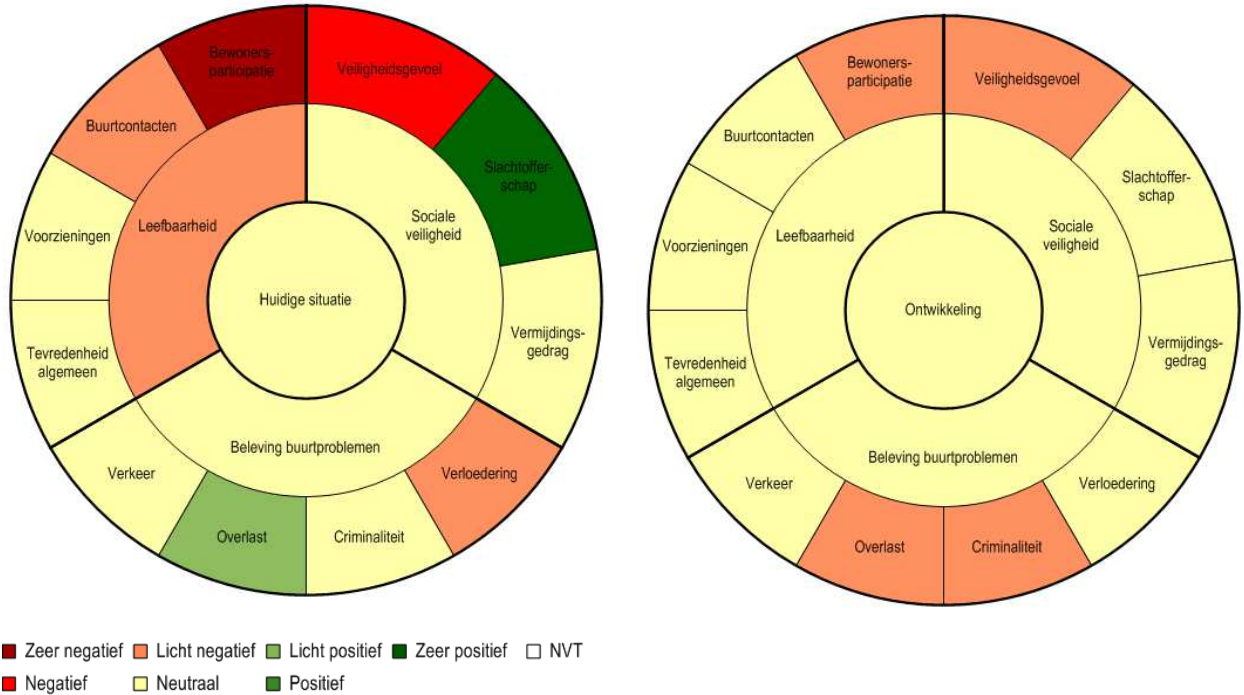 Bewoners-
participatie
Veiligheidsgevoel
Buurtcontacten
Slachtoffer-
schap
Voorzieningen
Leefbaarheid
Sociale
veiligheid
Huidige situatie
Tevredenheid
algemeen
Vermijdings-
gedrag
Beleving buurtproblemen
Verkeer
Verloedering
Overlast
Criminaliteit
Bewoners-
participatie
Veiligheidsgevoel
Buurtcontacten
Slachtoffer-
schap
Voorzieningen
Leefbaarheid
Sociale
veiligheid
Ontwikkeling
Tevredenheid
algemeen
Vermijdings-
gedrag
Beleving buurtproblemen
Verkeer
Verloedering
Overlast
Criminaliteit
Zeer negatief Licht negatief Licht positief Zeer positief NVT
Negatief Neutraal Positief